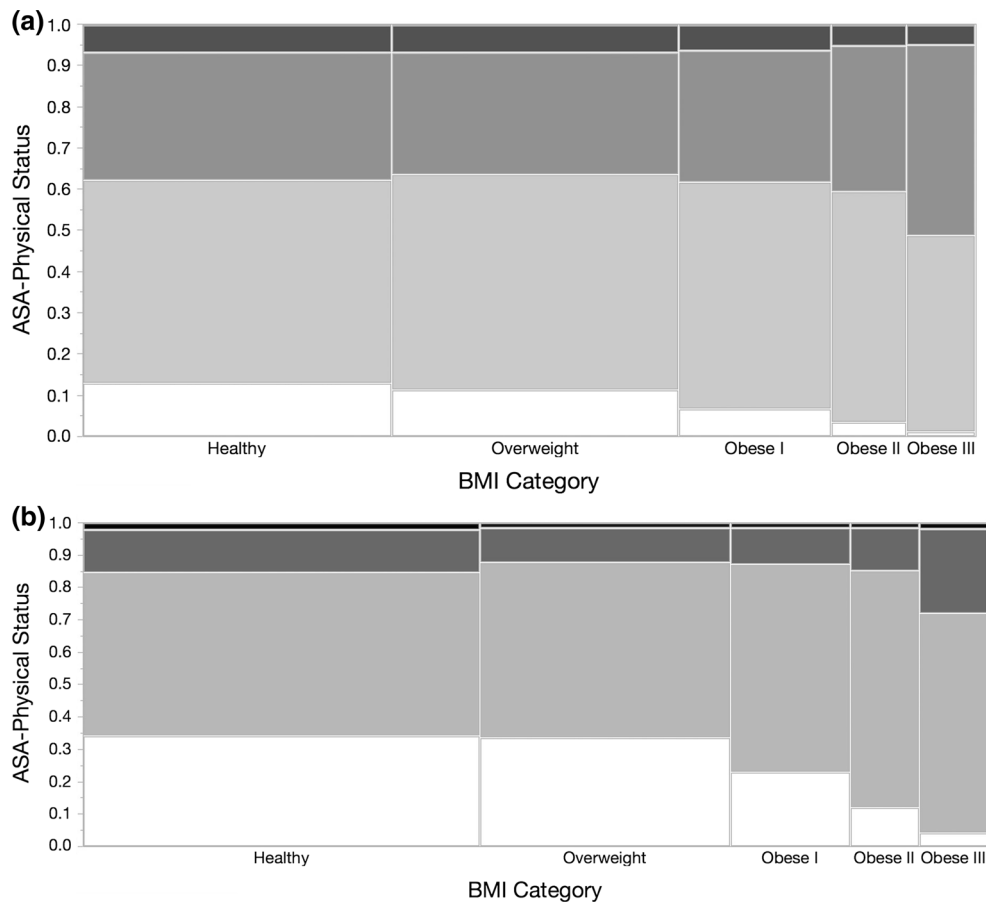 (a)
1.0
0.9
0.8
0.7
0.6
0.5
0.4
0.3
0.2
0.1
0.0
ASA-Physical Status
Healthy Overweight Obese I Obese II Obese III
BMI Category
(b)
1.0
0.9
0.8
0.7
0.6
0.5
0.4
0.3
0.2
0.1
0.0
ASA-Physical Status
Healthy Overweight Obese I Obese II Obese III
BMI Category